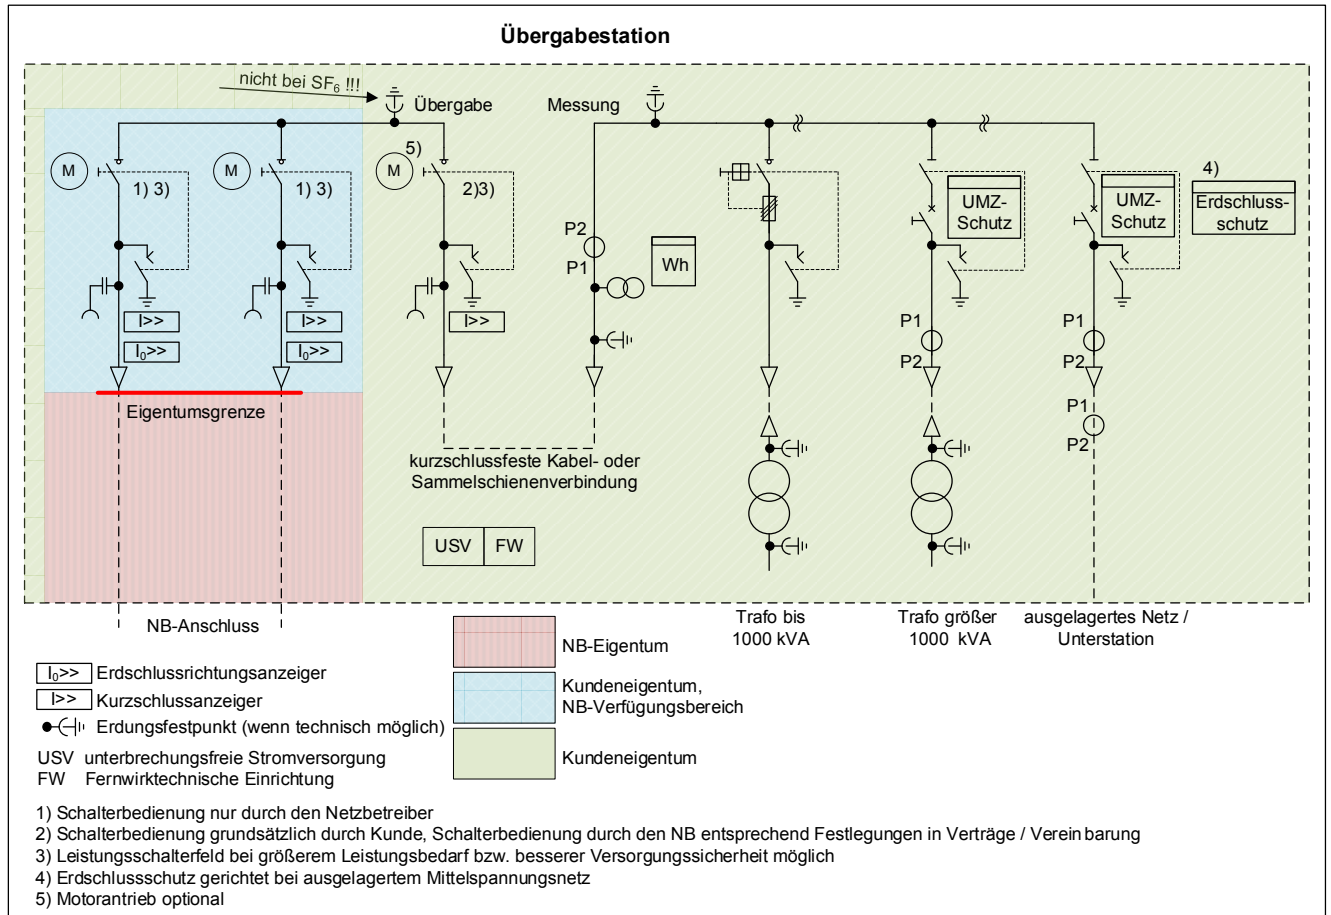 Übergabestation
nicht bei SF₆ !!!
Übergabe
Messung
M
1) 3)
M
1) 3)
5)
M
2)3)
UMZ-
Schutz
UMZ-
Schutz
4)
Erdschluss-
schutz
P2
P1
Wh
I>>
I₀>>
I>>
I₀>>
I>>
P1
P2
P1
P2
P1
P2
Eigentumsgrenze
kurzschlussfeste Kabel- oder
Sammelschienenverbindung
USV FW
NB-Anschluss
Trafo bis
1000 kVA
Trafo größer
1000 kVA
ausgelagertes Netz /
Unterstation
I₀>> Erdschlussrichtungsanzeiger
I>> Kurzschlussanzeiger
Erdungsfestpunkt (wenn technisch möglich)
USV unterbrechungsfreie Stromversorgung
FW Fernwirktechnische Einrichtung
NB-Eigentum
Kundeneigentum,
NB-Verfügungsbereich
Kundeneigentum
1) Schalterbedienung nur durch den Netzbetreiber
2) Schalterbedienung grundsätzlich durch Kunde, Schalterbedienung durch den NB entsprechend Festlegungen in Verträge / Vereinbarung
3) Leistungsschalterfeld bei größerem Leistungsbedarf bzw. besserer Versorgungssicherheit möglich
4) Erdschlussschutz gerichtet bei ausgelagertem Mittelspannungsnetz
5) Motorantrieb optional